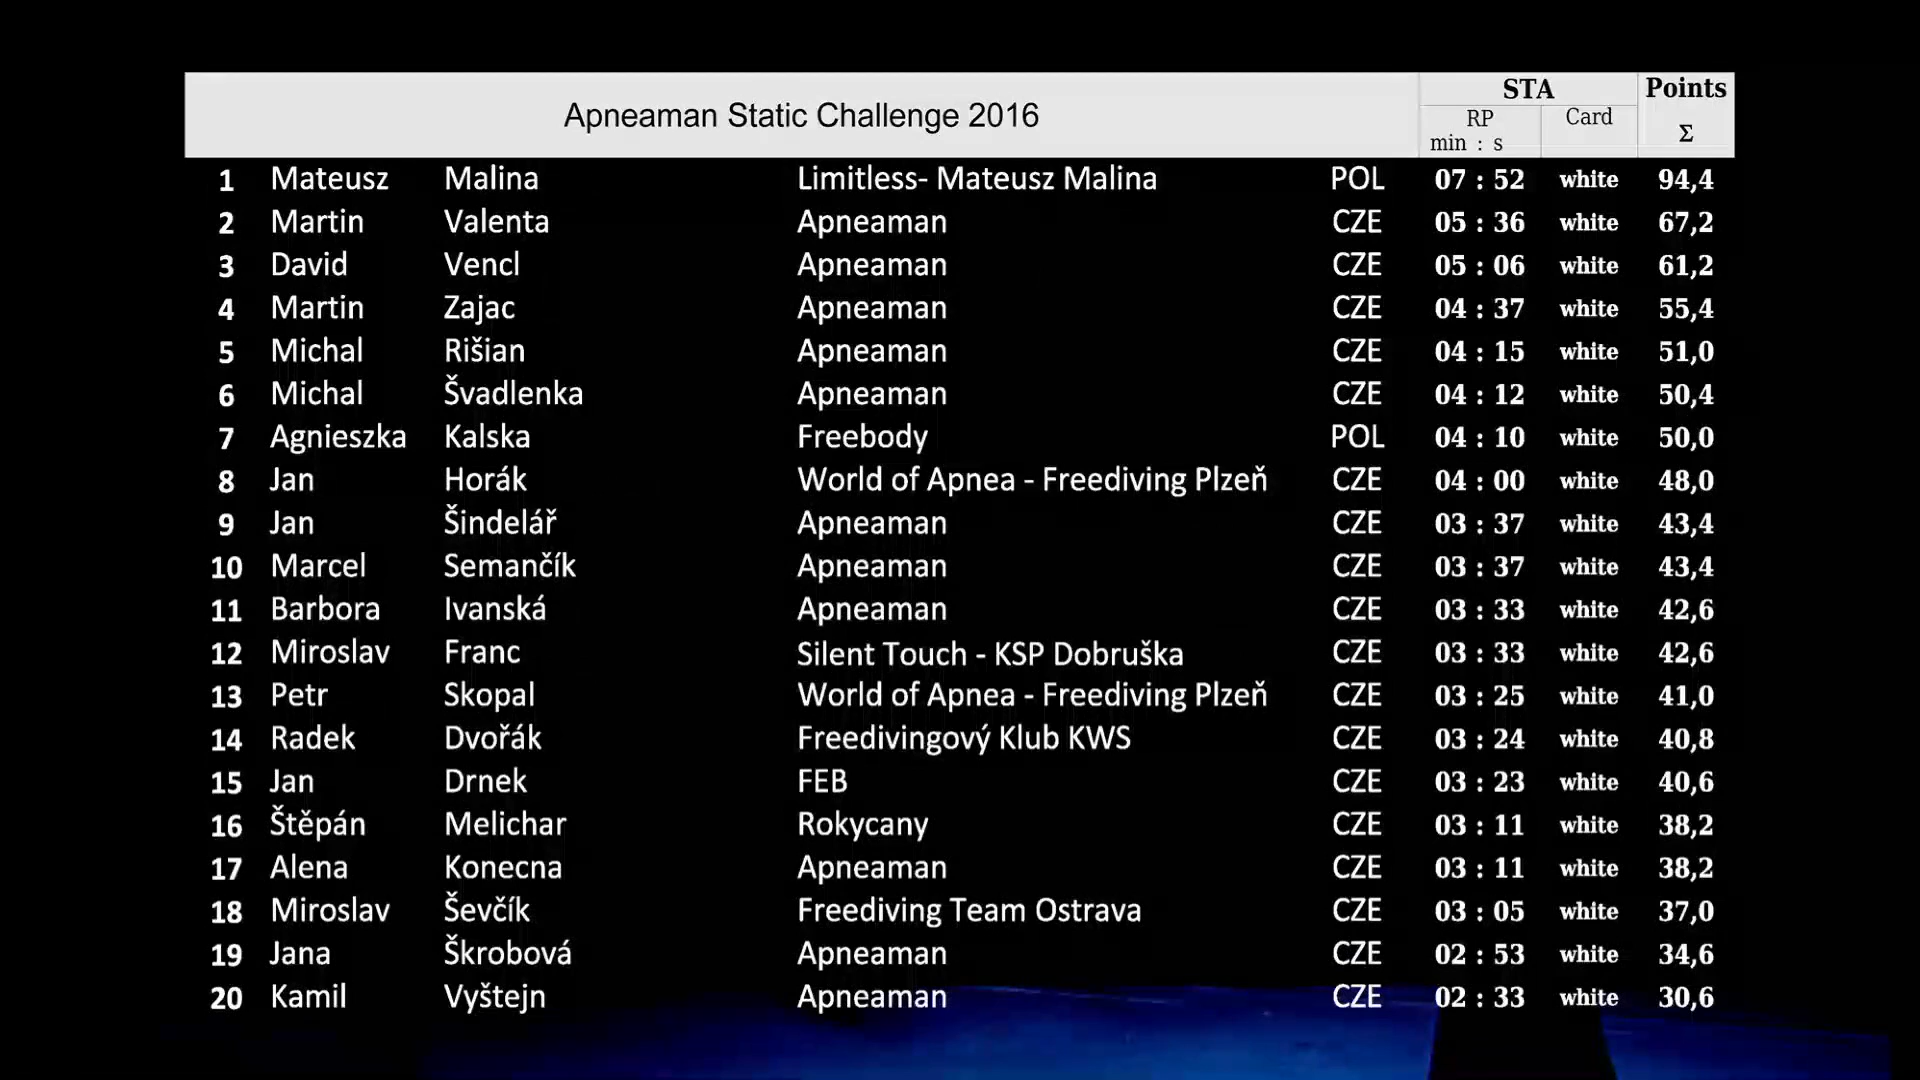 Apneaman Static Challenge 2016 STA Points
RP Card Σ
min : s
1 Mateusz Malina Limitless- Mateusz Malina POL 07 : 52 white 94,4
2 Martin Valenta Apneaman CZE 05 : 36 white 67,2
3 David Vencl Apneaman CZE 05 : 06 white 61,2
4 Martin Zajac Apneaman CZE 04 : 37 white 55,4
5 Michal Rišian Apneaman CZE 04 : 15 white 51,0
6 Michal Švadlenka Apneaman CZE 04 : 12 white 50,4
7 Agnieszka Kalska Freebody POL 04 : 10 white 50,0
8 Jan Horák World of Apnea - Freediving Plzeň CZE 04 : 00 white 48,0
9 Jan Šindelář Apneaman CZE 03 : 37 white 43,4
10 Marcel Semančík Apneaman CZE 03 : 37 white 43,4
11 Barbora Ivanská Apneaman CZE 03 : 33 white 42,6
12 Miroslav Franc Silent Touch - KSP Dobruška CZE 03 : 33 white 42,6
13 Petr Skopal World of Apnea - Freediving Plzeň CZE 03 : 25 white 41,0
14 Radek Dvořák Freedivingový Klub KWS CZE 03 : 24 white 40,8
15 Jan Drnek FEB CZE 03 : 23 white 40,6
16 Štěpán Melichar Rokycany CZE 03 : 11 white 38,2
17 Alena Konecna Apneaman CZE 03 : 11 white 38,2
18 Miroslav Ševčík Freediving Team Ostrava CZE 03 : 05 white 37,0
19 Jana Škrobová Apneaman CZE 02 : 53 white 34,6
20 Kamil Vyštejn Apneaman CZE 02 : 33 white 30,6